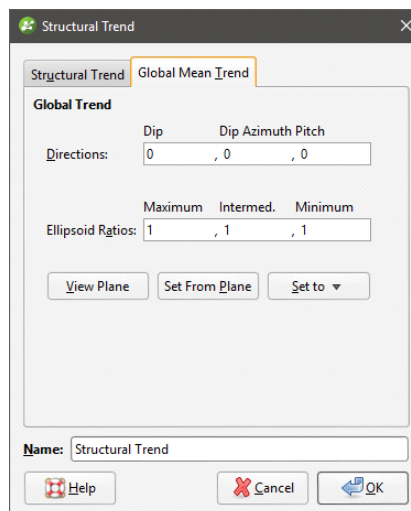 Structural Trend
Structural Trend Global Mean Trend
Global Trend
Dip Dip Azimuth Pitch
Directions: 0 , 0 , 0
Maximum Intermed. Minimum
Ellipsoid Ratios: 1 , 1 , 1
View Plane Set From Plane Set to
Name: Structural Trend
Help Cancel OK